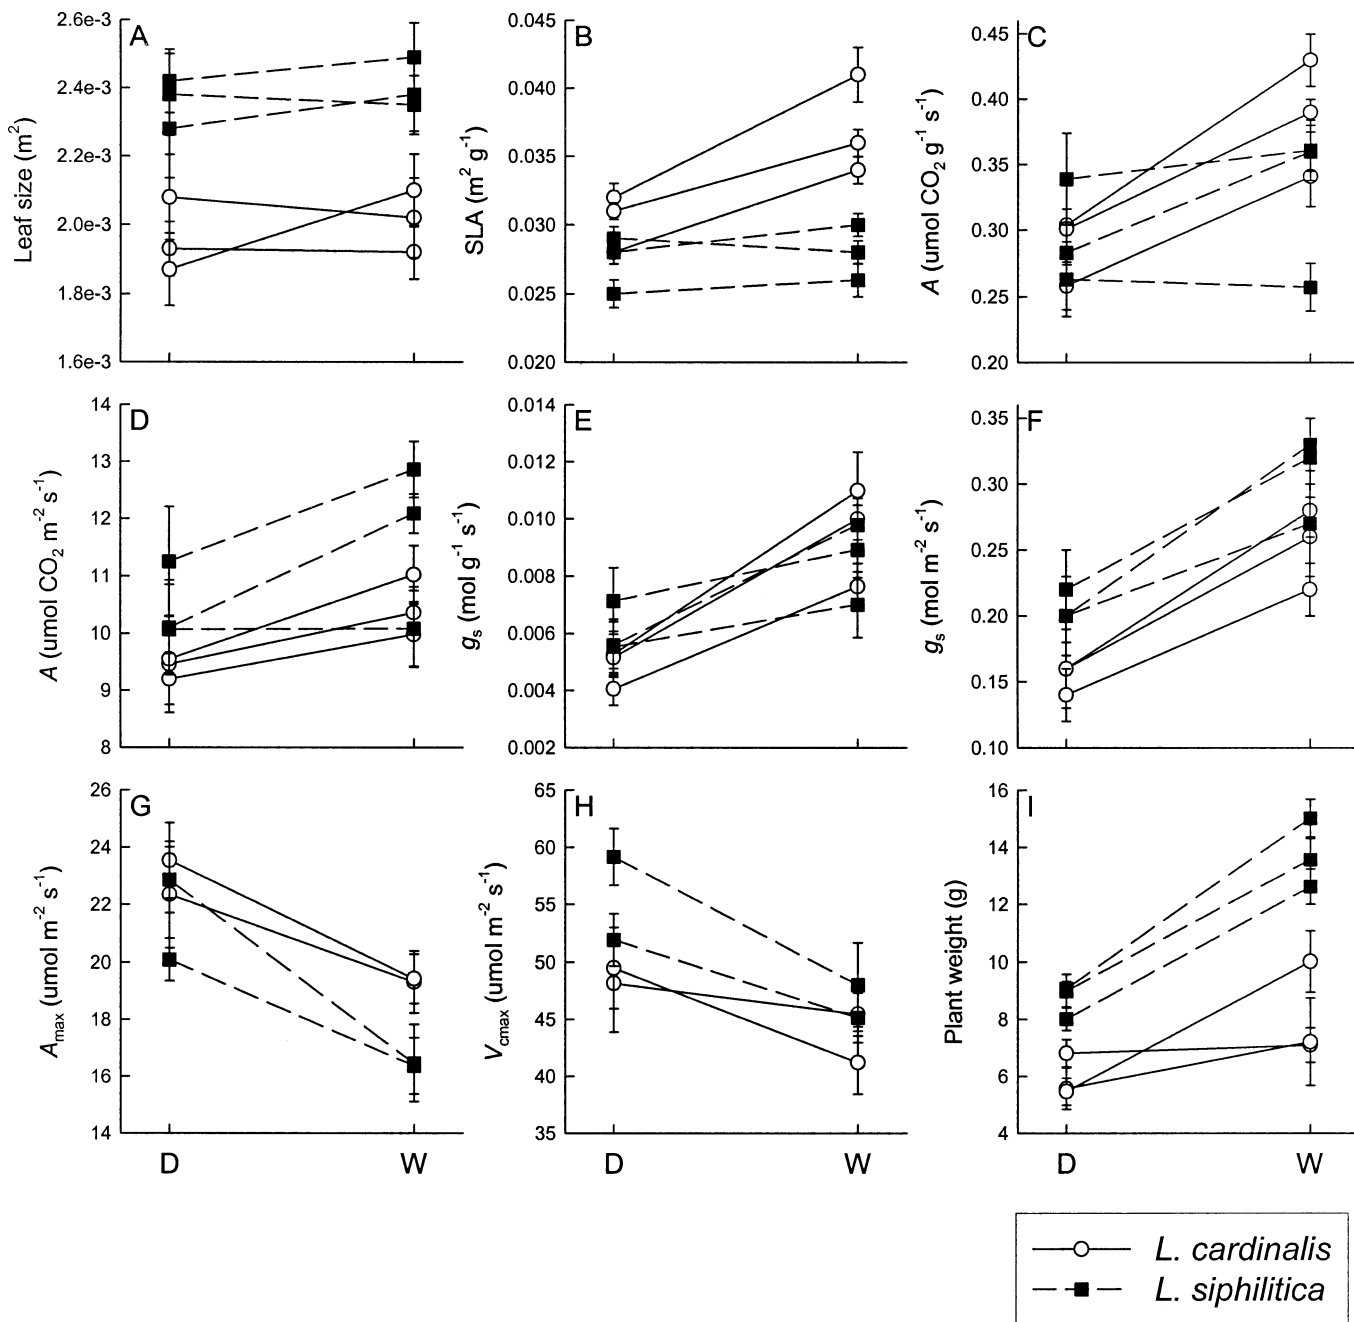 A
Leaf size (m2)
2.6e-3
2.4e-3
2.2e-3
2.0e-3
1.8e-3
1.6e-3
B
SLA (m2 g-1)
0.045
0.040
0.035
0.030
0.025
0.020
C
A (umol CO2 g-1 s-1)
0.45
0.40
0.35
0.30
0.25
0.20
D
A (umol CO2 m-2 s-1)
14
13
12
11
10
9
8
E
gs (mol g-1 s-1)
0.014
0.012
0.010
0.008
0.006
0.004
0.002
F
gs (mol m-2 s-1)
0.35
0.30
0.25
0.20
0.15
0.10
G
Amax (umol m-2 s-1)
26
24
22
20
18
16
14
D W
H
Vcmax (umol m-2 s-1)
65
60
55
50
45
40
35
D W
I
Plant weight (g)
16
14
12
10
8
6
4
D W
L. cardinalis
L. siphilitica